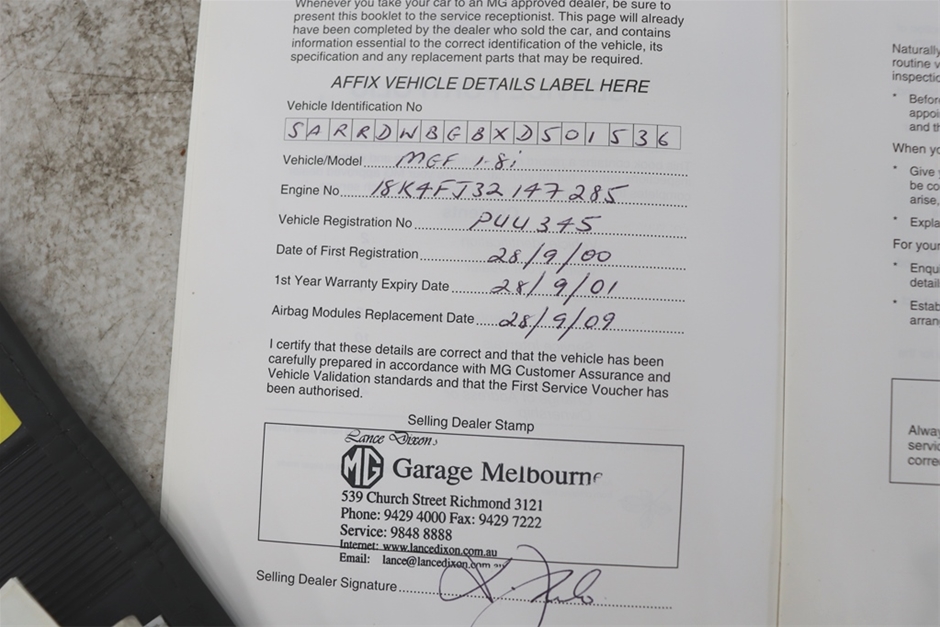 Whenever you take your car to an MG approved dealer, be sure to
present this booklet to the service receptionist. This page will already
have been completed by the dealer who sold the car, and contains
information essential to the correct identification of the vehicle, its
specification and any replacement parts that may be required.
AFFIX VEHICLE DETAILS LABEL HERE
Vehicle Identification No
SARRDWBGBXD501536
Vehicle/Model MGF 1.8i
Engine No 18K4FJ32147285
Vehicle Registration No
Date of First Registration 28/9/00
1st Year Warranty Expiry Date 28/9/01
Airbag Modules Replacement Date 28/9/09
I certify that these details are correct and that the vehicle has been
carefully prepared in accordance with MG Customer Assurance and
Vehicle Validation standards and that the First Service Voucher has
been authorised.
Selling Dealer Stamp
Lance Dixon's
MG Garage Melbourne
539 Church Street Richmond 3121
Phone: 9429 4000 Fax: 9429 7222
Service: 9848 8888
Internet: www.lancedixon.com.au
Email: lance@lancedixon.com
Selling Dealer Signature
Naturally
routine
inspectio
Before
appoi
and th
When yo
Give
be co
arise,
Expla
For your
Enqui
detail
Estab
arran
Alway
servic
corre